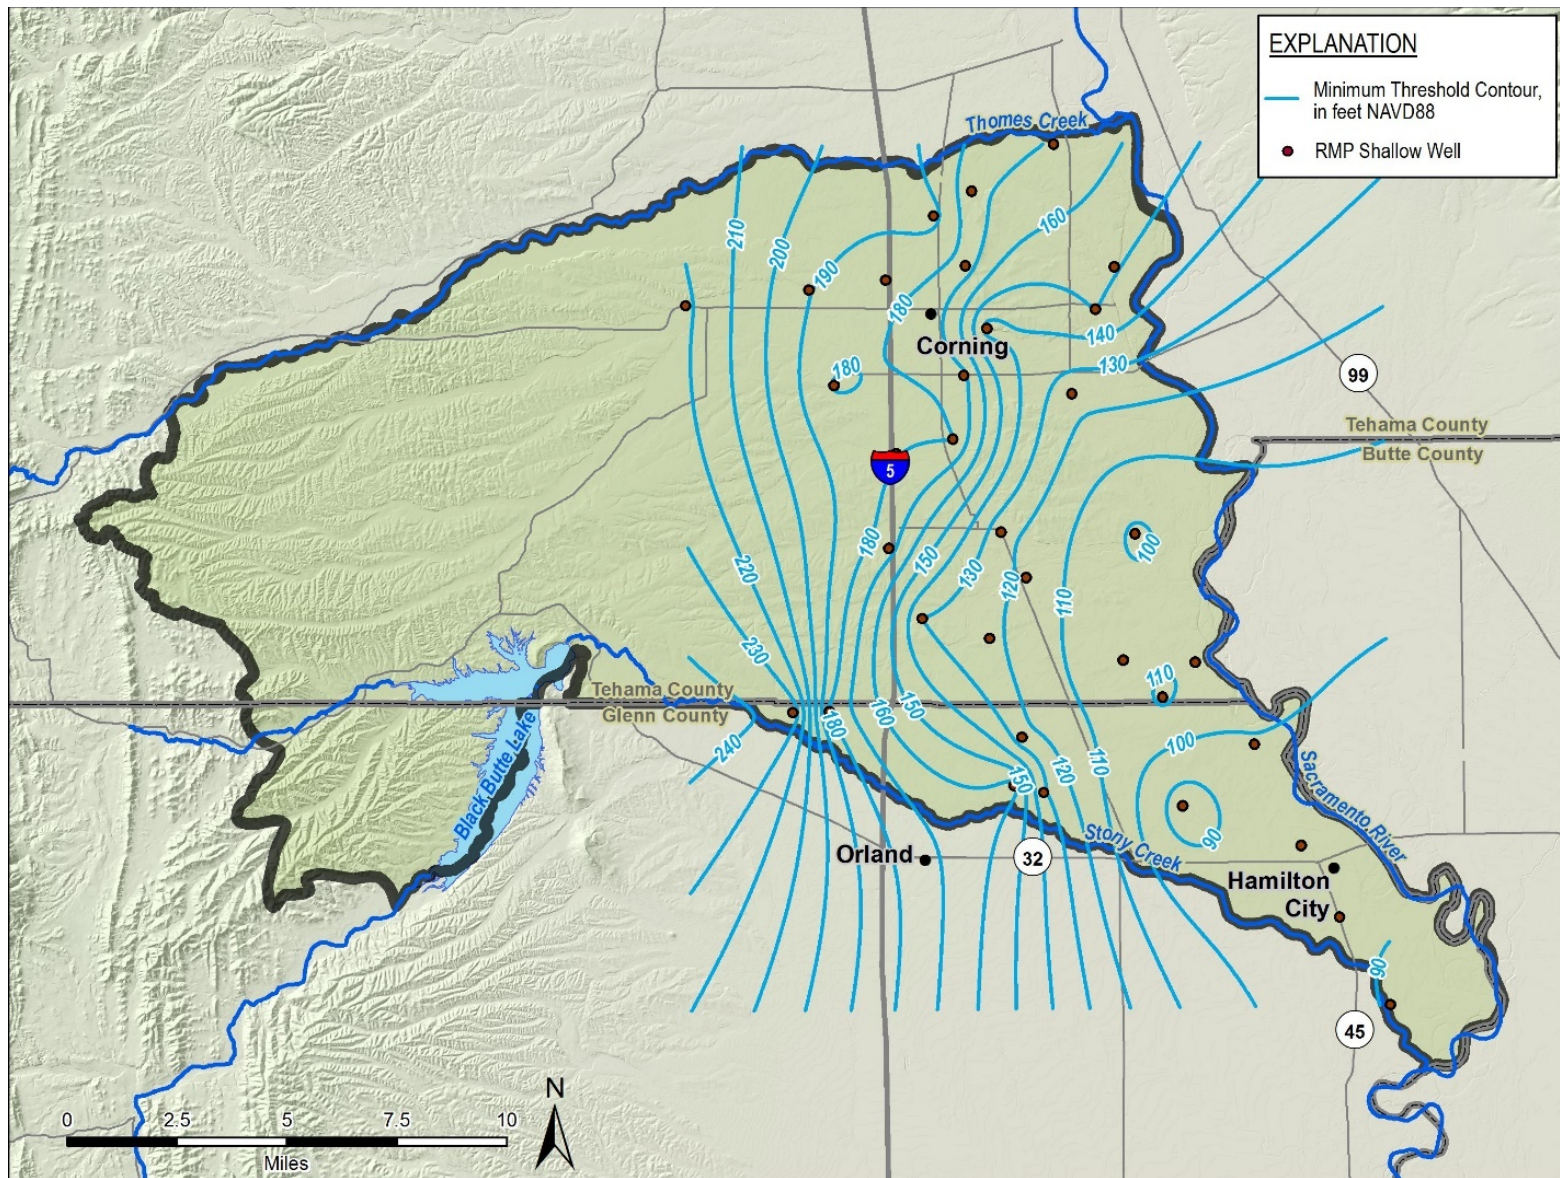 EXPLANATION
Minimum Threshold Contour,
in feet NAVD88
RMP Shallow Well
Thomes Creek
210
200
190
160
180
140
Corning
130
180
99
Tehama County
Butte County
5
180
150
130
120
110
100
220
230
240
Tehama County
Glenn County
110
180
160
150
100
110
120
150
90
Black Butte Lake
Sacramento River
Stony Creek
Orland
32
Hamilton
City
90
45
N
0
2.5
5
7.5
10
Miles